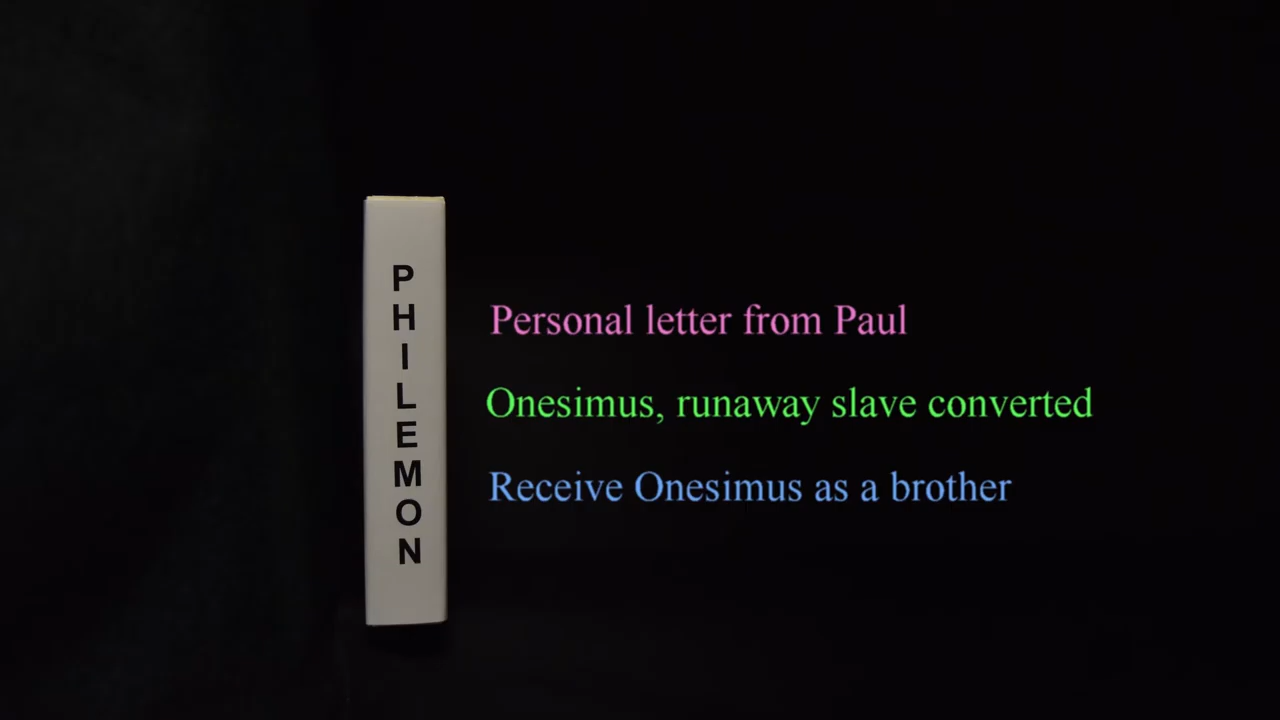 PHILEMON
Personal letter from Paul
Onesimus, runaway slave converted
Receive Onesimus as a brother